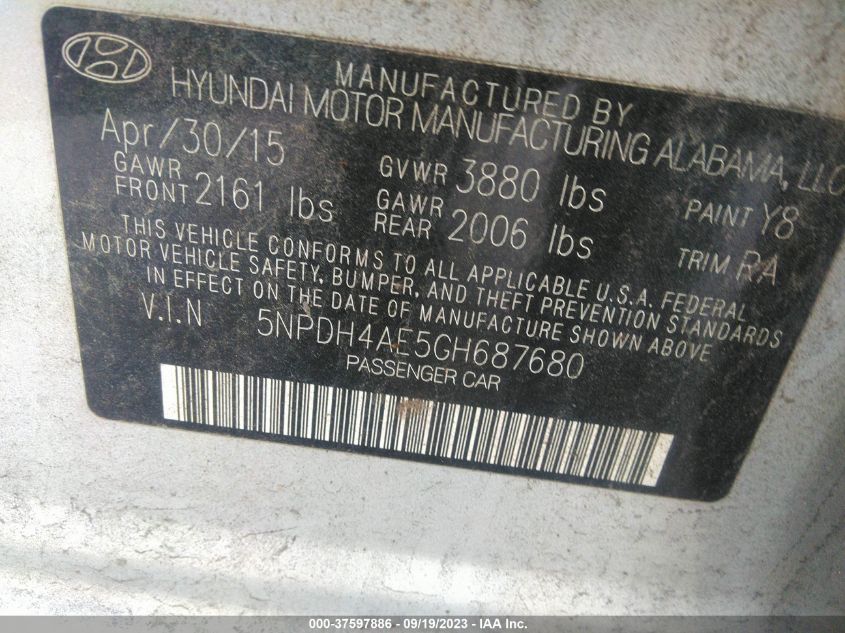 MANUFACTURED BY
HYUNDAI MOTOR MANUFACTURING ALABAMA, LLC
Apr/30/15
GAWR FRONT 2161 lbs
GVWR 3880 lbs
GAWR REAR 2006 lbs
PAINT Y8
TRIM RA
THIS VEHICLE CONFORMS TO ALL APPLICABLE U.S.A. FEDERAL
MOTOR VEHICLE SAFETY, BUMPER, AND THEFT PREVENTION STANDARDS
IN EFFECT ON THE DATE OF MANUFACTURE SHOWN ABOVE
V.I.N 5NPDH4AE5GH687680
PASSENGER CAR
000-37597886 - 09/19/2023 - IAA Inc.